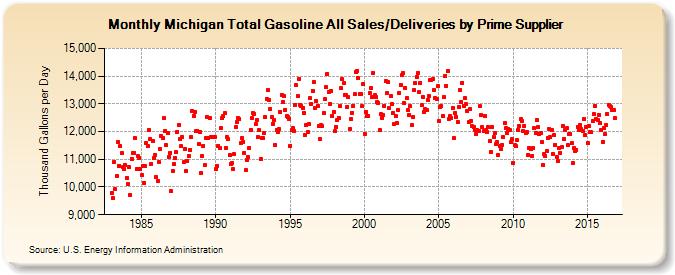 Monthly Michigan Total Gasoline All Sales/Deliveries by Prime Supplier
Thousand Gallons per Day
15,000
14,000
13,000
12,000
11,000
10,000
9,000
1985 1990 1995 2000 2005 2010 2015
Source: U.S. Energy Information Administration